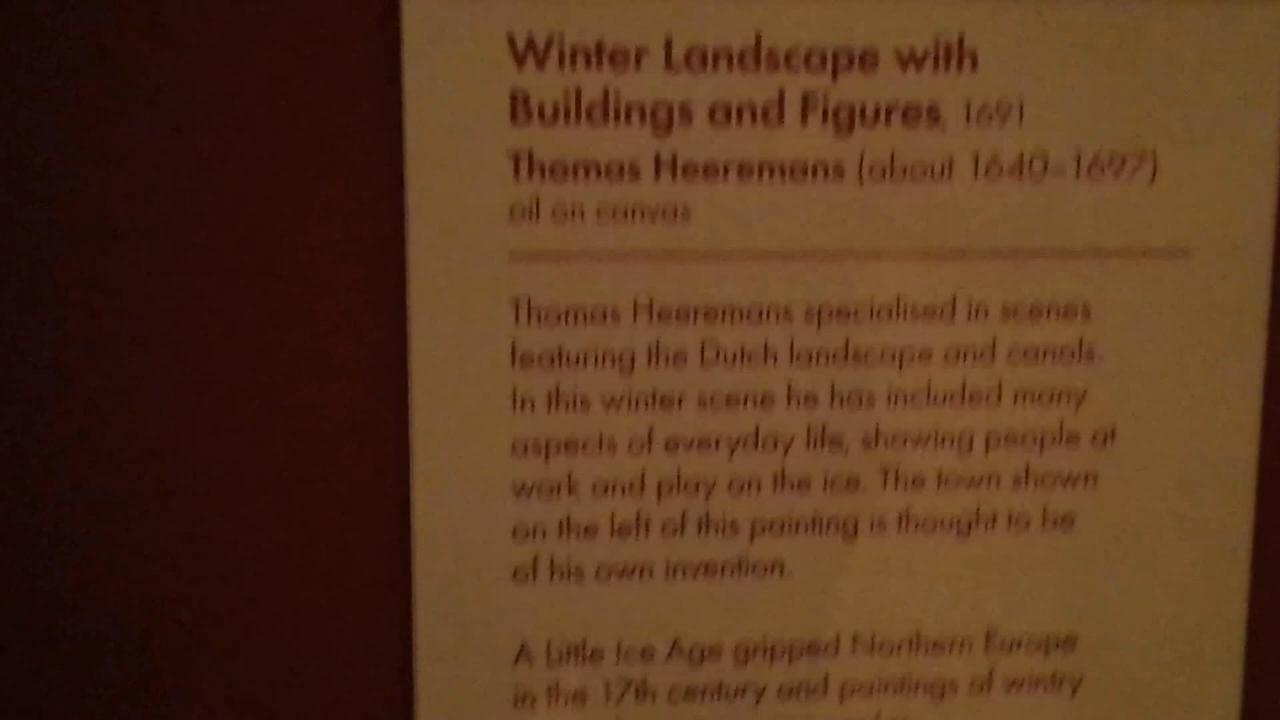 Winter Landscape with
Buildings and Figures, 1691
Thomas Heeremans (about 1640–1697)
oil on canvas
Thomas Heeremans specialised in scenes
featuring the Dutch landscape and canals.
In this winter scene he has included many
aspects of everyday life, showing people at
work and play on the ice. The town shown
on the left of this painting is thought to be
of his own invention.
A Little Ice Age gripped Northern Europe
in the 17th century and paintings of wintry